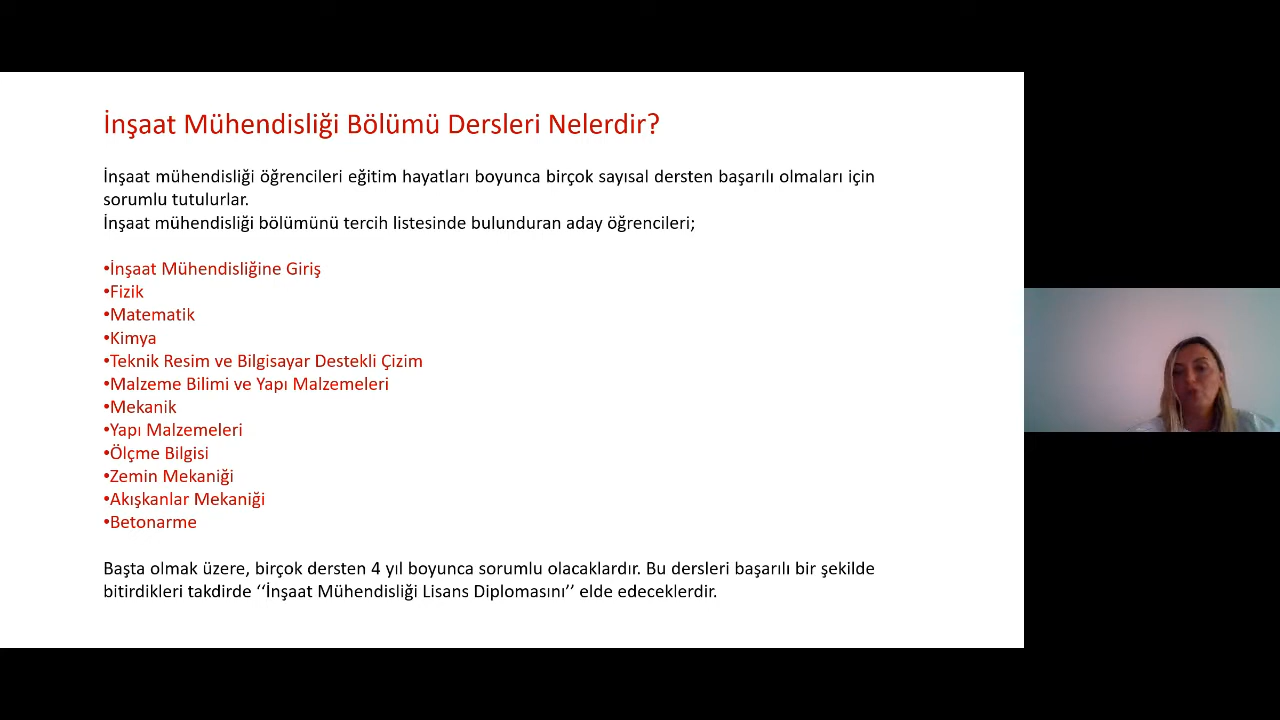 İnşaat Mühendisliği Bölümü Dersleri Nelerdir?
İnşaat mühendisliği öğrencileri eğitim hayatları boyunca birçok sayısal dersten başarılı olmaları için
sorumlu tutulurlar.
İnşaat mühendisliği bölümünü tercih listesinde bulunduran aday öğrencileri;
•İnşaat Mühendisliğine Giriş
•Fizik
•Matematik
•Kimya
•Teknik Resim ve Bilgisayar Destekli Çizim
•Malzeme Bilimi ve Yapı Malzemeleri
•Mekanik
•Yapı Malzemeleri
•Ölçme Bilgisi
•Zemin Mekaniği
•Akışkanlar Mekaniği
•Betonarme
Başta olmak üzere, birçok dersten 4 yıl boyunca sorumlu olacaklardır. Bu dersleri başarılı bir şekilde
bitirdikleri takdirde ‘‘İnşaat Mühendisliği Lisans Diplomasını’’ elde edeceklerdir.